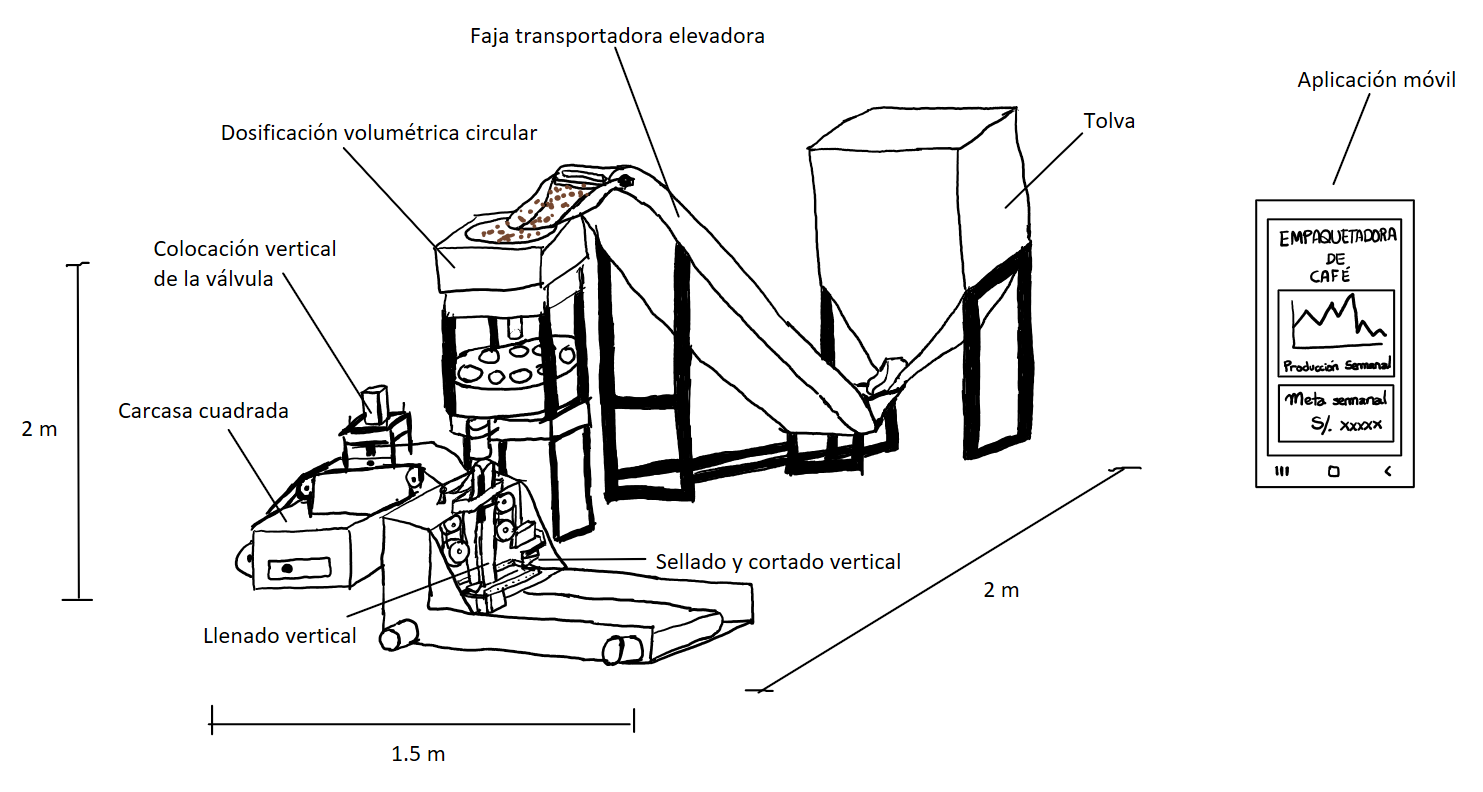 Faja transportadora elevadora
Aplicación móvil
Dosificación volumétrica circular
Tolva
Colocación vertical
de la válvula
EMPAQUETADORA
DE
CAFÉ
Producción Semanal
Meta semanal
S/. xxxxx
Carcasa cuadrada
2 m
Sellado y cortado vertical
2 m
Llenado vertical
1.5 m